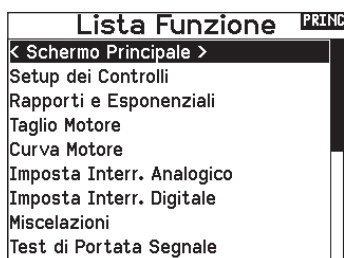 Lista Funzione
PRINC
< Schermo Principale >
Setup dei Controlli
Rapporti e Esponenziali
Taglio Motore
Curva Motore
Imposta Interr. Analogico
Imposta Interr. Digitale
Miscelazioni
Test di Portata Segnale